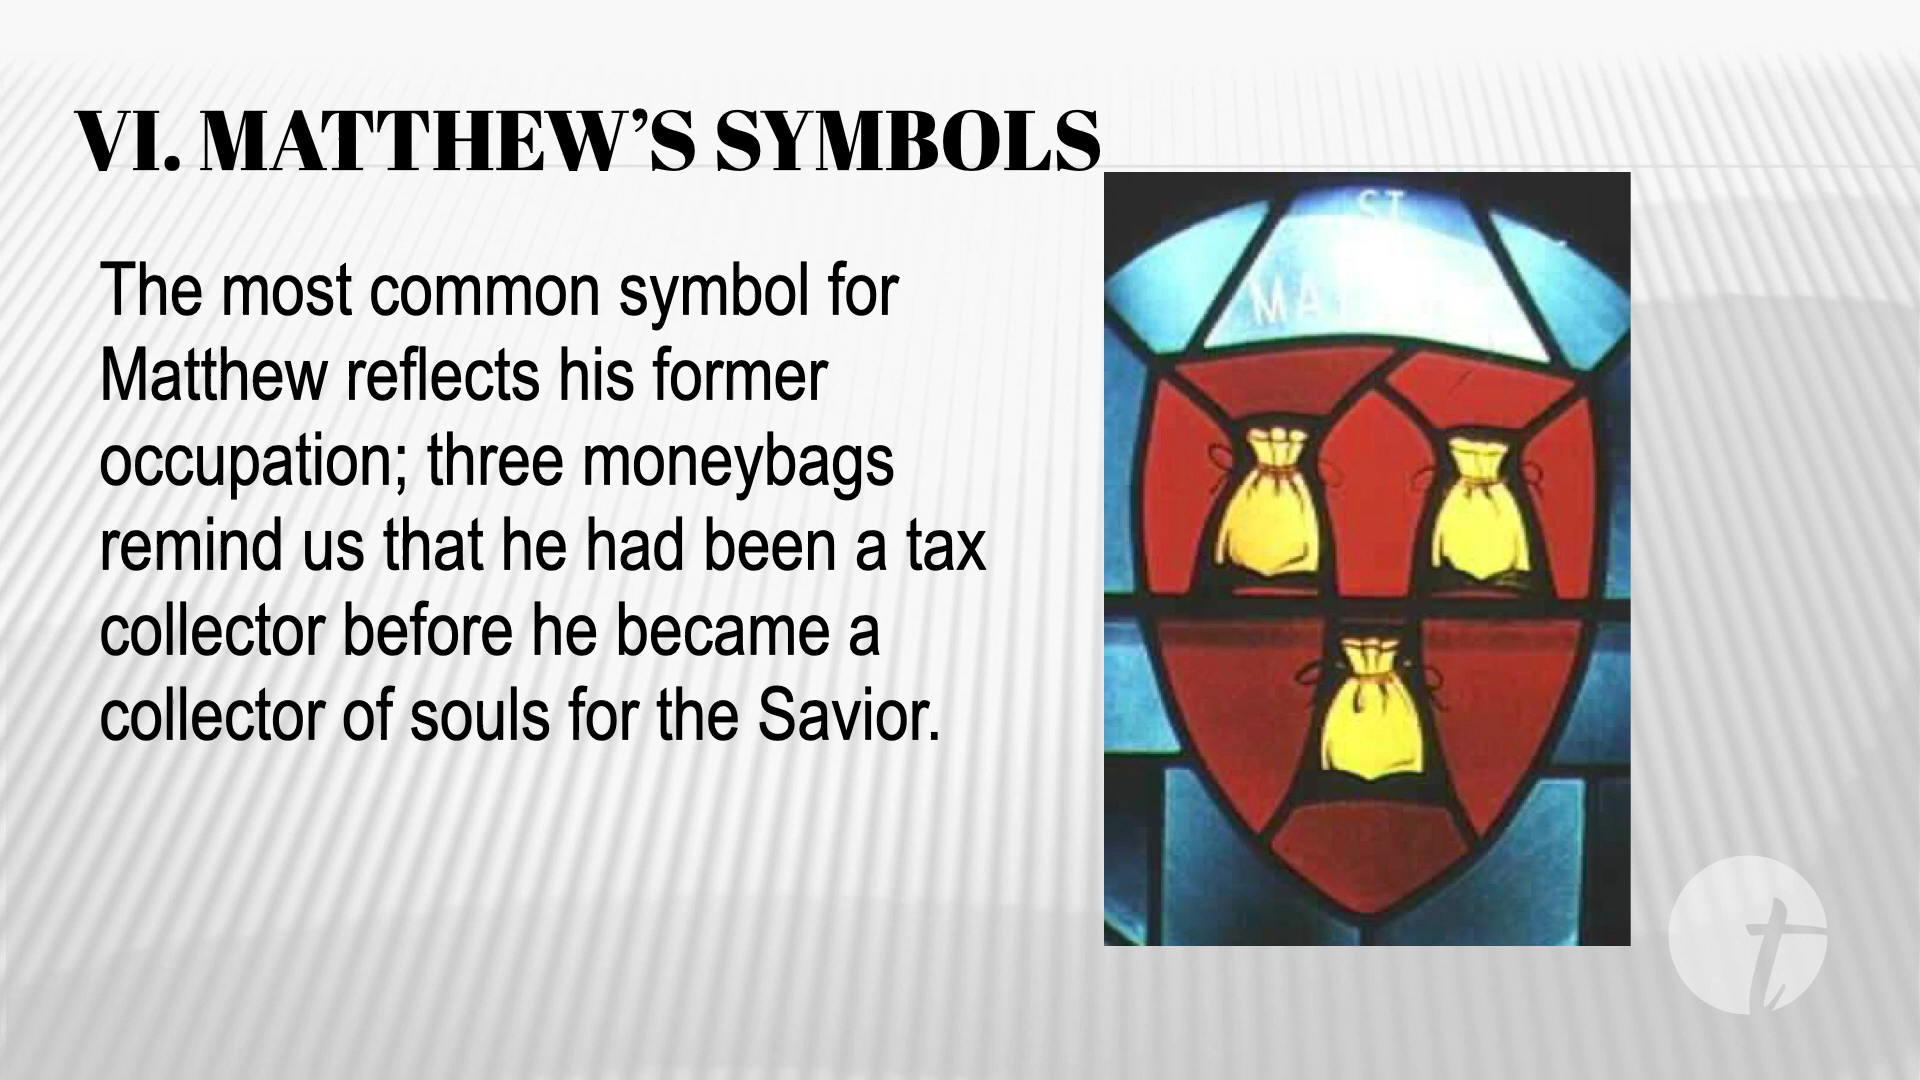 VI. MATTHEW’S SYMBOLS
The most common symbol for
Matthew reflects his former
occupation; three moneybags
remind us that he had been a tax
collector before he became a
collector of souls for the Savior.
ST